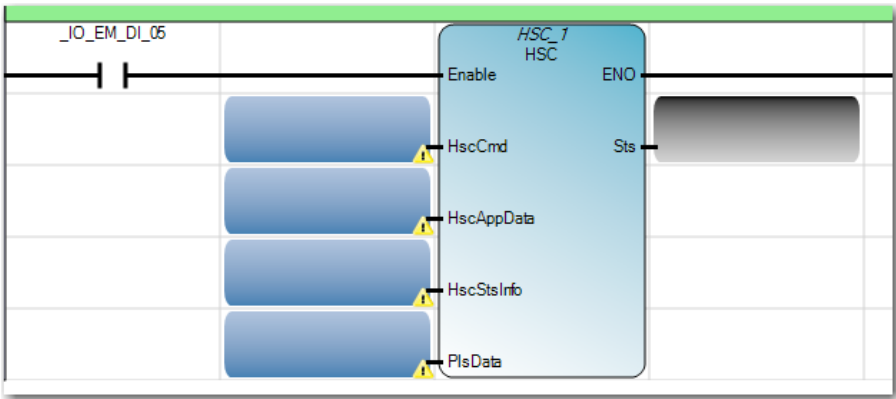 _IO_EM_DI_05
HSC_1
HSC
Enable ENO
HscCmd Sts
HscAppData
HscStsInfo
PlsData